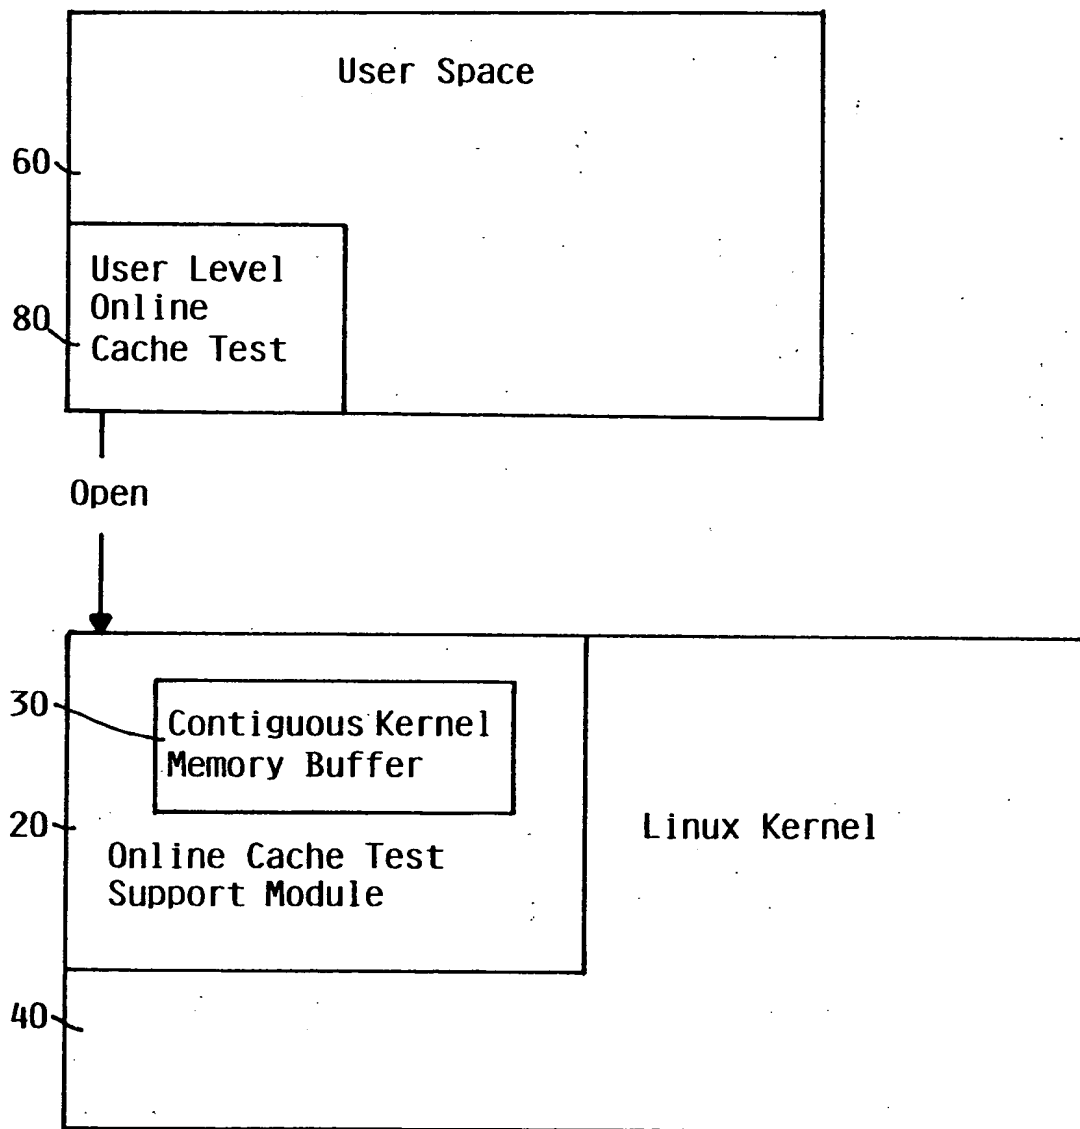 User Space
60
User Level
Online
80
Cache Test
Open
30
Contiguous Kernel
Memory Buffer
20
Linux Kernel
Online Cache Test
Support Module
40